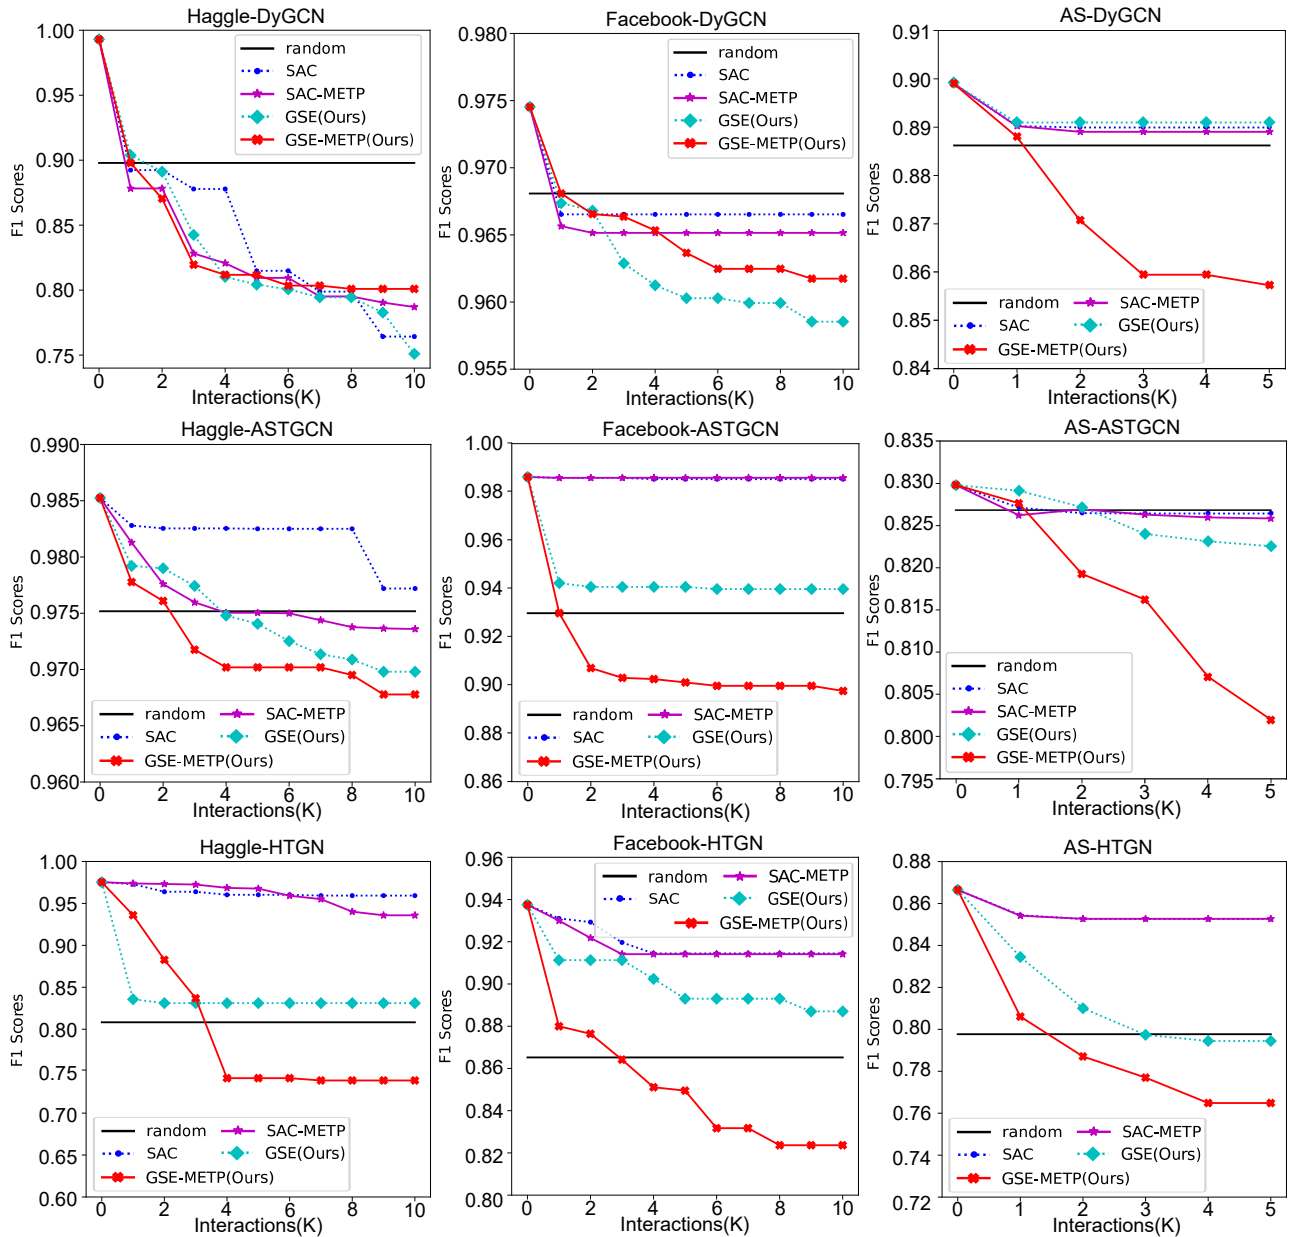 Haggle-DyGCN
F1 Scores
1.00
0.95
0.90
0.85
0.80
0.75
random
SAC
SAC-METP
GSE(Ours)
GSE-METP(Ours)
0 2 4 6 8 10
Interactions(K)
Facebook-DyGCN
F1 Scores
0.980
0.975
0.970
0.965
0.960
0.955
random
SAC
SAC-METP
GSE(Ours)
GSE-METP(Ours)
0 2 4 6 8 10
Interactions(K)
AS-DyGCN
F1 Scores
0.91
0.90
0.89
0.88
0.87
0.86
0.85
0.84
random SAC-METP
SAC GSE(Ours)
GSE-METP(Ours)
0 1 2 3 4 5
Interactions(K)
Haggle-ASTGCN
F1 Scores
0.990
0.985
0.980
0.975
0.970
0.965
0.960
random SAC-METP
SAC GSE(Ours)
GSE-METP(Ours)
0 2 4 6 8 10
Interactions(K)
Facebook-ASTGCN
F1 Scores
1.00
0.98
0.96
0.94
0.92
0.90
0.88
0.86
random SAC-METP
SAC GSE(Ours)
GSE-METP(Ours)
0 2 4 6 8 10
Interactions(K)
AS-ASTGCN
F1 Scores
0.835
0.830
0.825
0.820
0.815
0.810
0.805
0.800
0.795
random
SAC
SAC-METP
GSE(Ours)
GSE-METP(Ours)
0 1 2 3 4 5
Interactions(K)
Haggle-HTGN
F1 Scores
1.00
0.95
0.90
0.85
0.80
0.75
0.70
0.65
0.60
random SAC-METP
SAC GSE(Ours)
GSE-METP(Ours)
0 2 4 6 8 10
Interactions(K)
Facebook-HTGN
F1 Scores
0.96
0.94
0.92
0.90
0.88
0.86
0.84
0.82
0.80
random SAC-METP
SAC GSE(Ours)
GSE-METP(Ours)
0 2 4 6 8 10
Interactions(K)
AS-HTGN
F1 Scores
0.88
0.86
0.84
0.82
0.80
0.78
0.76
0.74
0.72
random SAC-METP
SAC GSE(Ours)
GSE-METP(Ours)
0 1 2 3 4 5
Interactions(K)